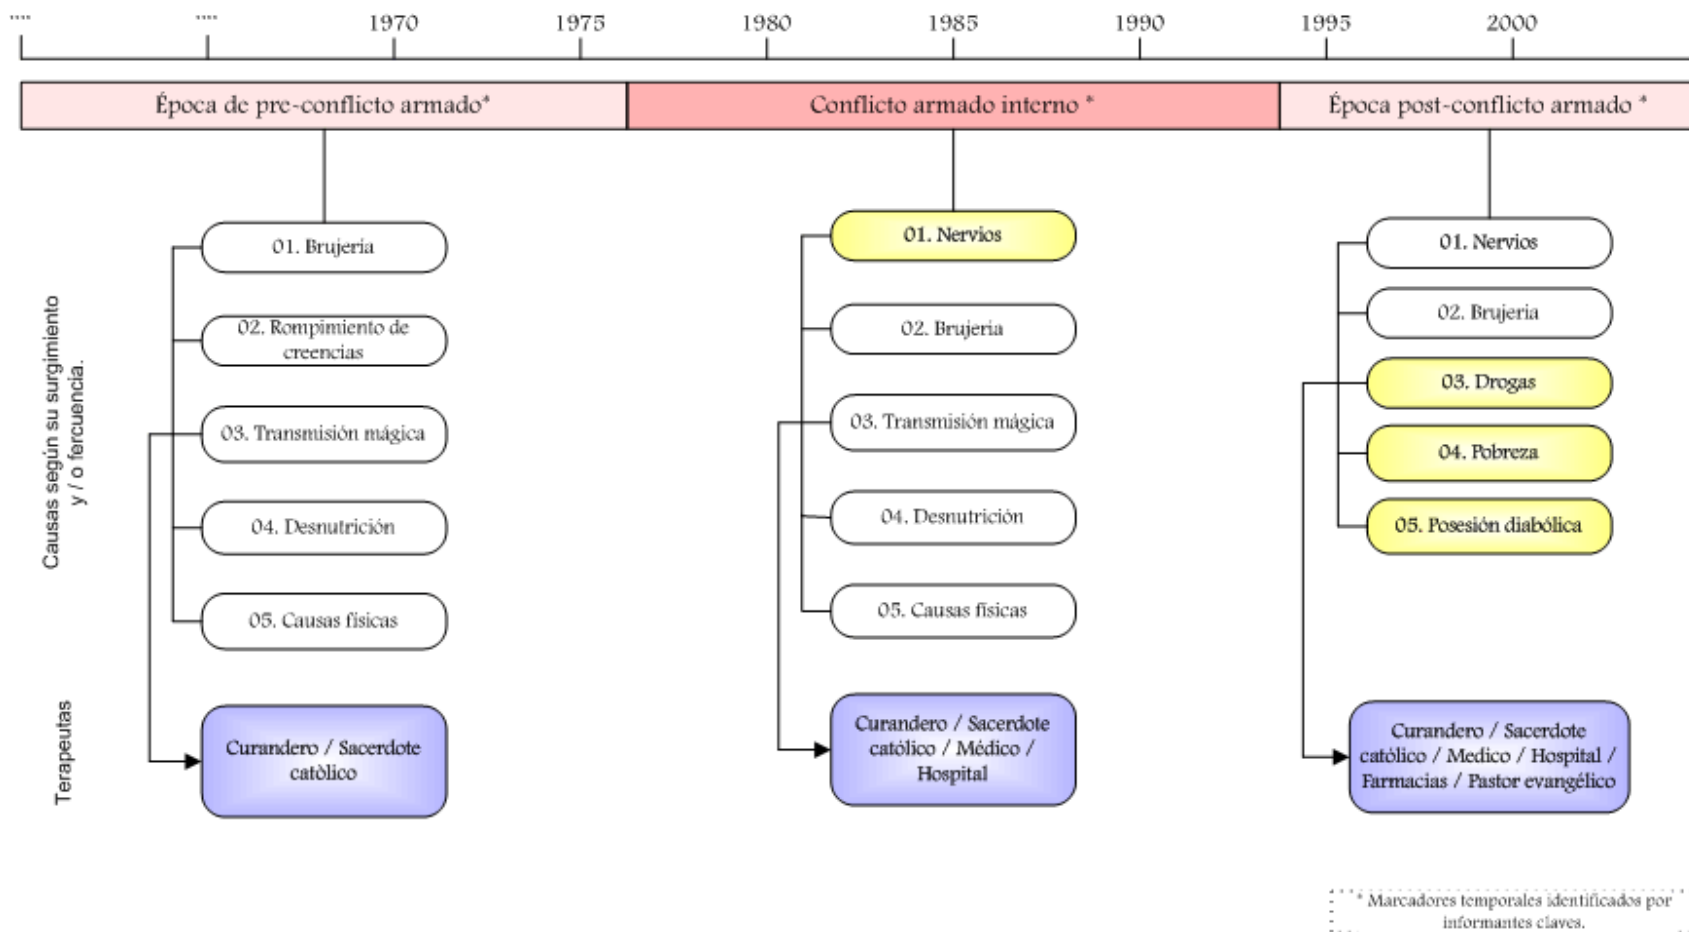 .... .... 1970 1975 1980 1985 1990 1995 2000
Época de pre-conflicto armado* Conflicto armado interno * Época post-conflicto armado *
Causas según su surgimiento
y / o fercuencia.
01. Brujeria
02. Rompimiento de
creencias
03. Transmisión mágica
04. Desnutrición
05. Causas físicas
01. Nervios
02. Brujeria
03. Transmisión mágica
04. Desnutrición
05. Causas físicas
01. Nervios
02. Brujeria
03. Drogas
04. Pobreza
05. Posesión diabólica
Terapeutas
Curandero / Sacerdote
catòlico
Curandero / Sacerdote
catòlico / Médico /
Hospital
Curandero / Sacerdote
católico / Medico / Hospital /
Farmacias / Pastor evangélico
* Marcadores temporales identificados por
informantes claves.